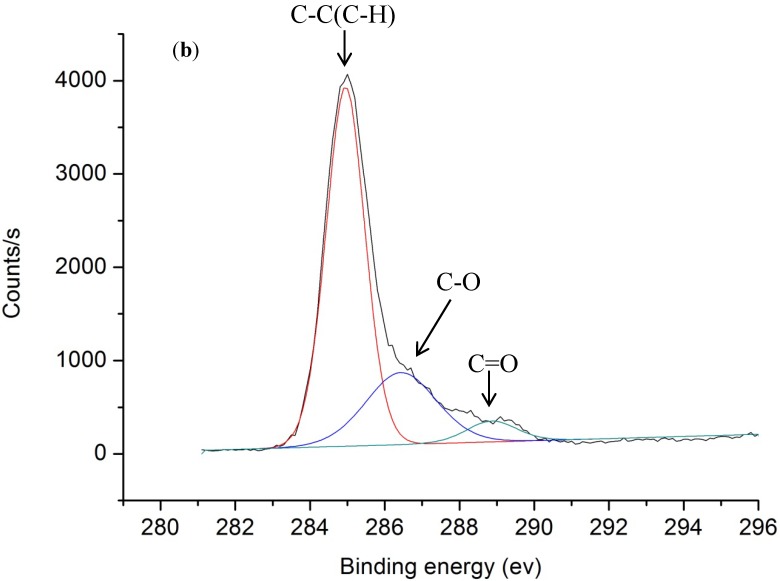 C-C(C-H)
(b)
4000
3000
2000
1000
0
Counts/s
C-O
C=O
280 282 284 286 288 290 292 294 296
Binding energy (ev)